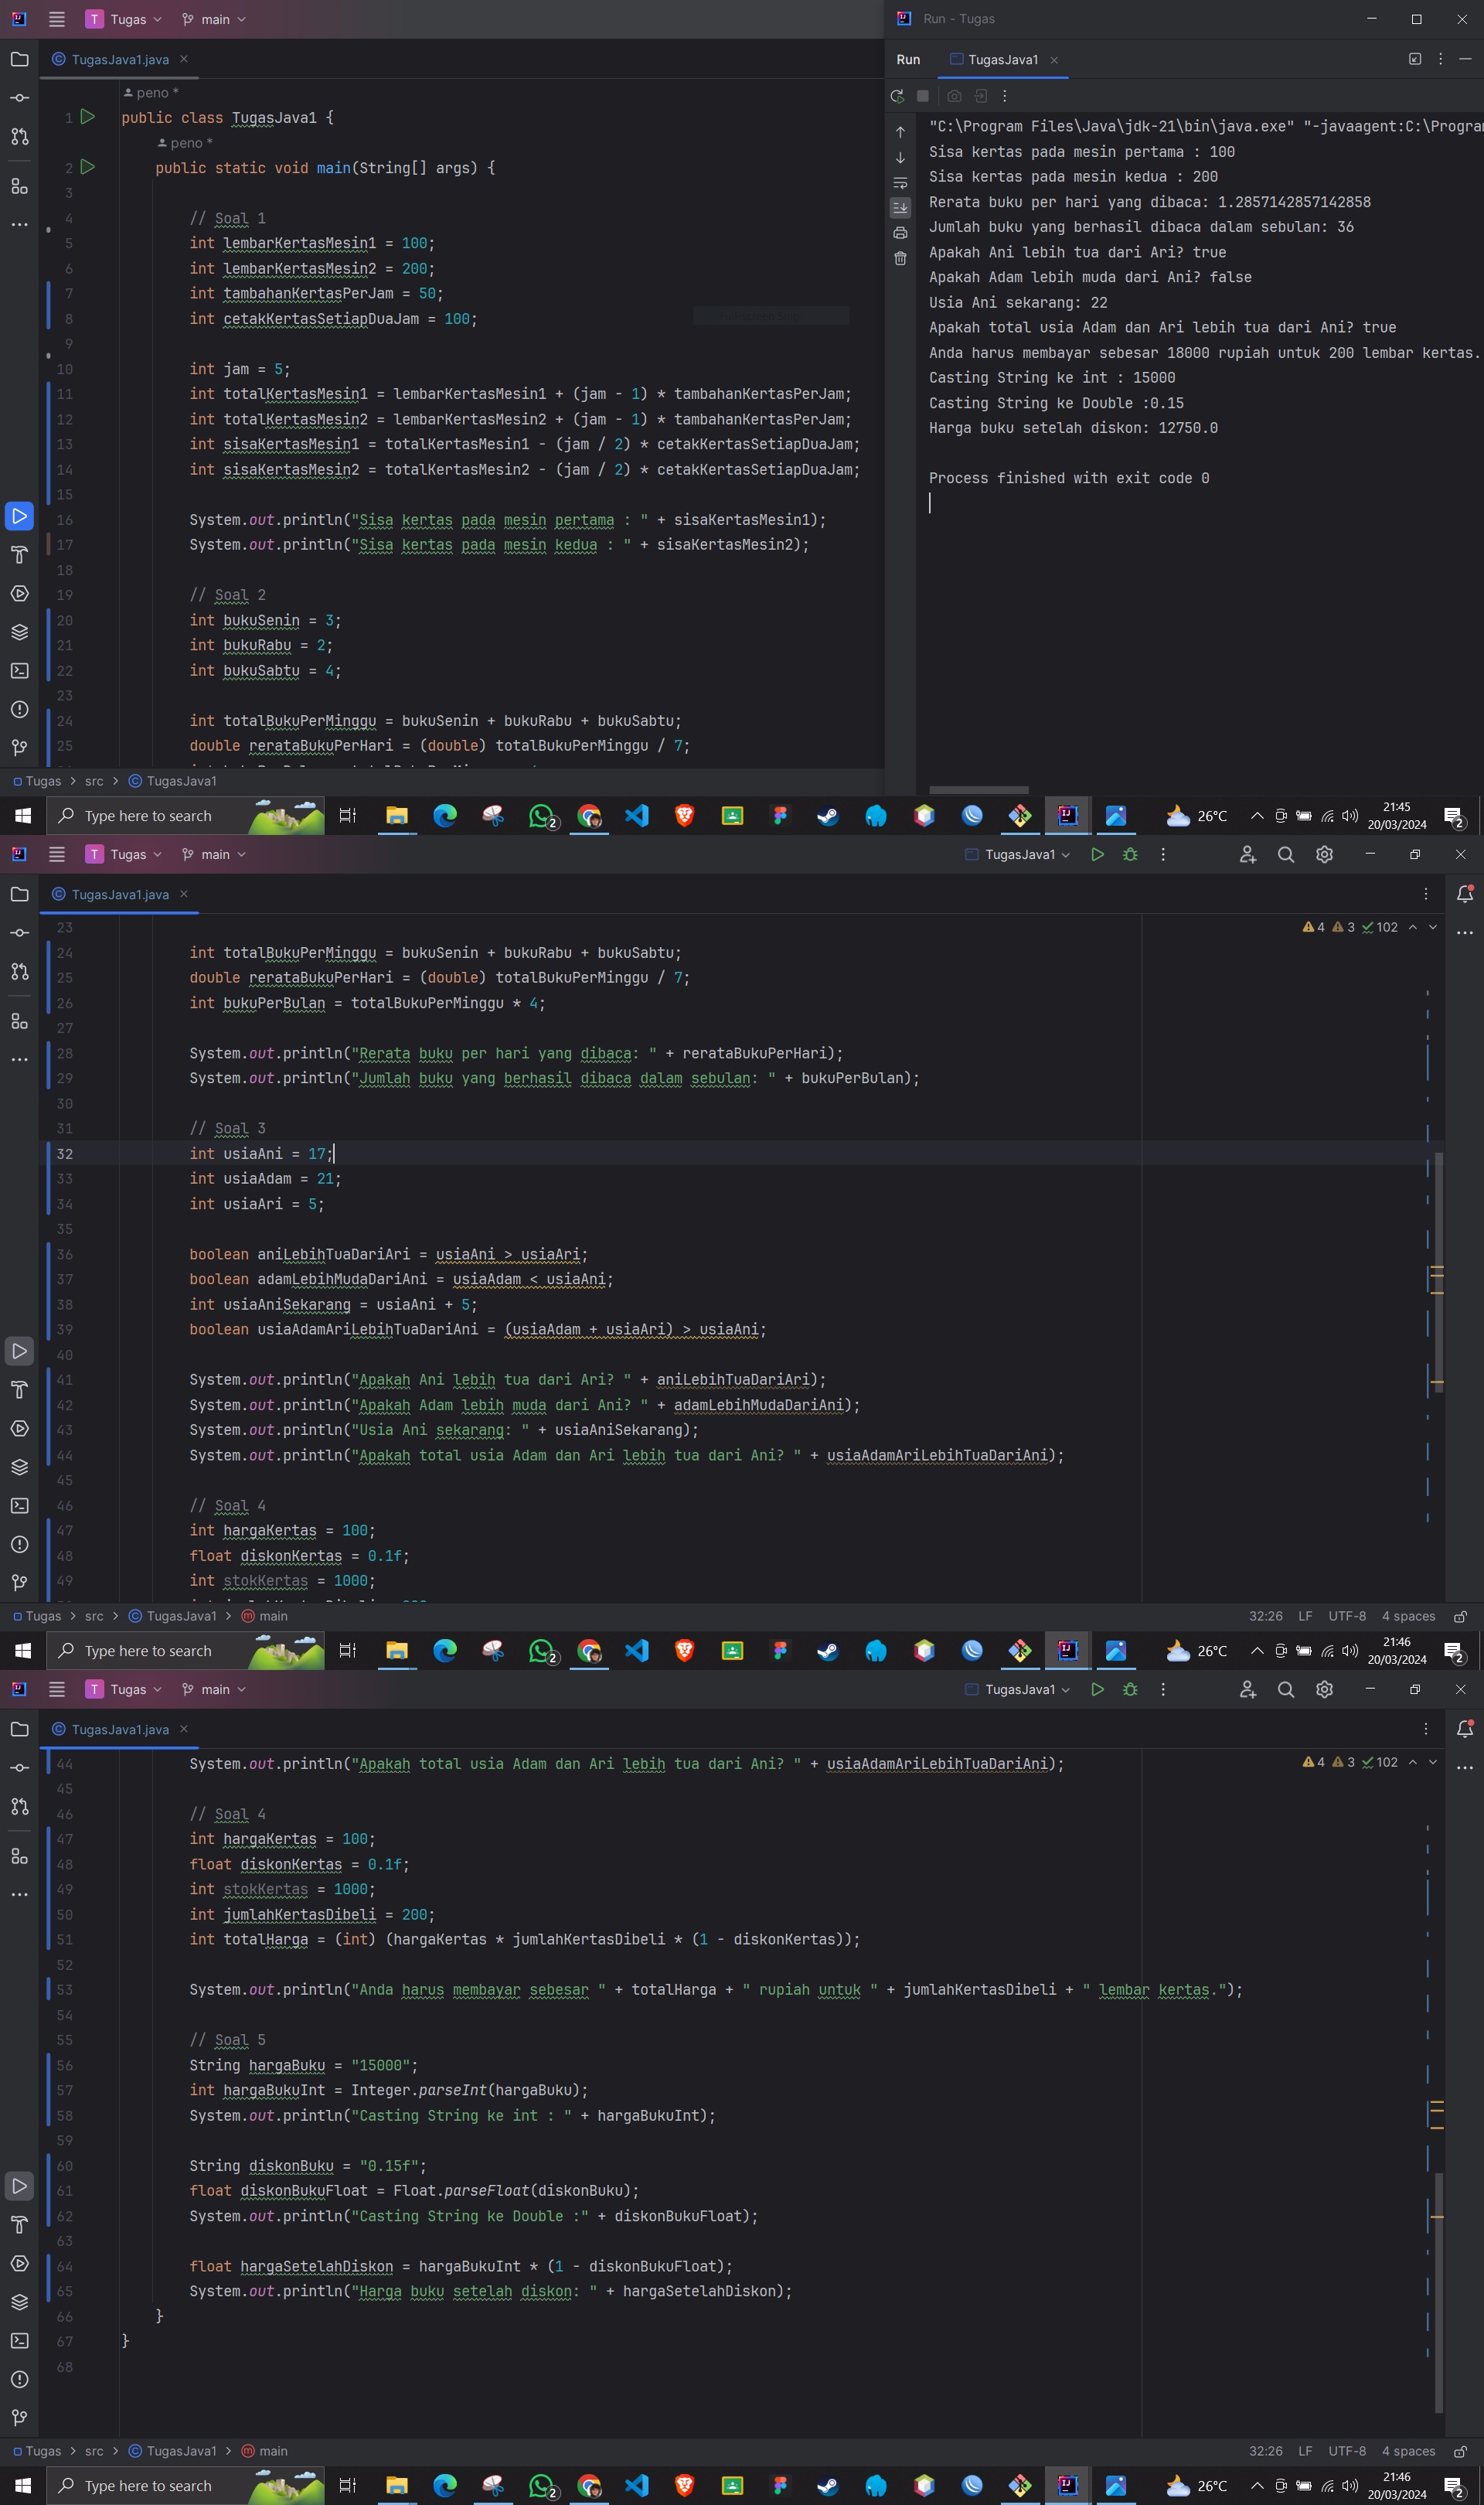 T Tugas main
TugasJava1.java
peno *
1 public class TugasJava1 {
peno *
2 public static void main(String[] args) {
3
4 // Soal 1
5 int lembarKertasMesin1 = 100;
6 int lembarKertasMesin2 = 200;
7 int tambahanKertasPerJam = 50;
8 int cetakKertasSetiapDuaJam = 100;
9
10 int jam = 5;
11 int totalKertasMesin1 = lembarKertasMesin1 + (jam - 1) * tambahanKertasPerJam;
12 int totalKertasMesin2 = lembarKertasMesin2 + (jam - 1) * tambahanKertasPerJam;
13 int sisaKertasMesin1 = totalKertasMesin1 - (jam / 2) * cetakKertasSetiapDuaJam;
14 int sisaKertasMesin2 = totalKertasMesin2 - (jam / 2) * cetakKertasSetiapDuaJam;
15
16 System.out.println("Sisa kertas pada mesin pertama : " + sisaKertasMesin1);
17 System.out.println("Sisa kertas pada mesin kedua : " + sisaKertasMesin2);
18
19 // Soal 2
20 int bukuSenin = 3;
21 int bukuRabu = 2;
22 int bukuSabtu = 4;
23
24 int totalBukuPerMinggu = bukuSenin + bukuRabu + bukuSabtu;
25 double rerataBukuPerHari = (double) totalBukuPerMinggu / 7;
Tugas > src > TugasJava1
Run - Tugas
Run TugasJava1
"C:\Program Files\Java\jdk-21\bin\java.exe" "-javaagent:C:\Program
Sisa kertas pada mesin pertama : 100
Sisa kertas pada mesin kedua : 200
Rerata buku per hari yang dibaca: 1.2857142857142858
Jumlah buku yang berhasil dibaca dalam sebulan: 36
Apakah Ani lebih tua dari Ari? true
Apakah Adam lebih muda dari Ani? false
Usia Ani sekarang: 22
Apakah total usia Adam dan Ari lebih tua dari Ani? true
Anda harus membayar sebesar 18000 rupiah untuk 200 lembar kertas.
Casting String ke int : 15000
Casting String ke Double :0.15
Harga buku setelah diskon: 12750.0
Process finished with exit code 0
Type here to search 2 26°C 21:45 20/03/2024 2
T Tugas main TugasJava1
TugasJava1.java
4 3 102
23
24 int totalBukuPerMinggu = bukuSenin + bukuRabu + bukuSabtu;
25 double rerataBukuPerHari = (double) totalBukuPerMinggu / 7;
26 int bukuPerBulan = totalBukuPerMinggu * 4;
27
28 System.out.println("Rerata buku per hari yang dibaca: " + rerataBukuPerHari);
29 System.out.println("Jumlah buku yang berhasil dibaca dalam sebulan: " + bukuPerBulan);
30
31 // Soal 3
32 int usiaAni = 17;
33 int usiaAdam = 21;
34 int usiaAri = 5;
35
36 boolean aniLebihTuaDariAri = usiaAni > usiaAri;
37 boolean adamLebihMudaDariAni = usiaAdam < usiaAni;
38 int usiaAniSekarang = usiaAni + 5;
39 boolean usiaAdamAriLebihTuaDariAni = (usiaAdam + usiaAri) > usiaAni;
40
41 System.out.println("Apakah Ani lebih tua dari Ari? " + aniLebihTuaDariAri);
42 System.out.println("Apakah Adam lebih muda dari Ani? " + adamLebihMudaDariAni);
43 System.out.println("Usia Ani sekarang: " + usiaAniSekarang);
44 System.out.println("Apakah total usia Adam dan Ari lebih tua dari Ani? " + usiaAdamAriLebihTuaDariAni);
45
46 // Soal 4
47 int hargaKertas = 100;
48 float diskonKertas = 0.1f;
49 int stokKertas = 1000;
Tugas > src > TugasJava1 > main 32:26 LF UTF-8 4 spaces
Type here to search 2 26°C 21:46 20/03/2024 2
T Tugas main TugasJava1
TugasJava1.java
4 3 102
44 System.out.println("Apakah total usia Adam dan Ari lebih tua dari Ani? " + usiaAdamAriLebihTuaDariAni);
45
46 // Soal 4
47 int hargaKertas = 100;
48 float diskonKertas = 0.1f;
49 int stokKertas = 1000;
50 int jumlahKertasDibeli = 200;
51 int totalHarga = (int) (hargaKertas * jumlahKertasDibeli * (1 - diskonKertas));
52
53 System.out.println("Anda harus membayar sebesar " + totalHarga + " rupiah untuk " + jumlahKertasDibeli + " lembar kertas.");
54
55 // Soal 5
56 String hargaBuku = "15000";
57 int hargaBukuInt = Integer.parseInt(hargaBuku);
58 System.out.println("Casting String ke int : " + hargaBukuInt);
59
60 String diskonBuku = "0.15f";
61 float diskonBukuFloat = Float.parseFloat(diskonBuku);
62 System.out.println("Casting String ke Double :" + diskonBukuFloat);
63
64 float hargaSetelahDiskon = hargaBukuInt * (1 - diskonBukuFloat);
65 System.out.println("Harga buku setelah diskon: " + hargaSetelahDiskon);
66 }
67 }
68
Tugas > src > TugasJava1 > main 32:26 LF UTF-8 4 spaces
Type here to search 2 26°C 21:46 20/03/2024 2